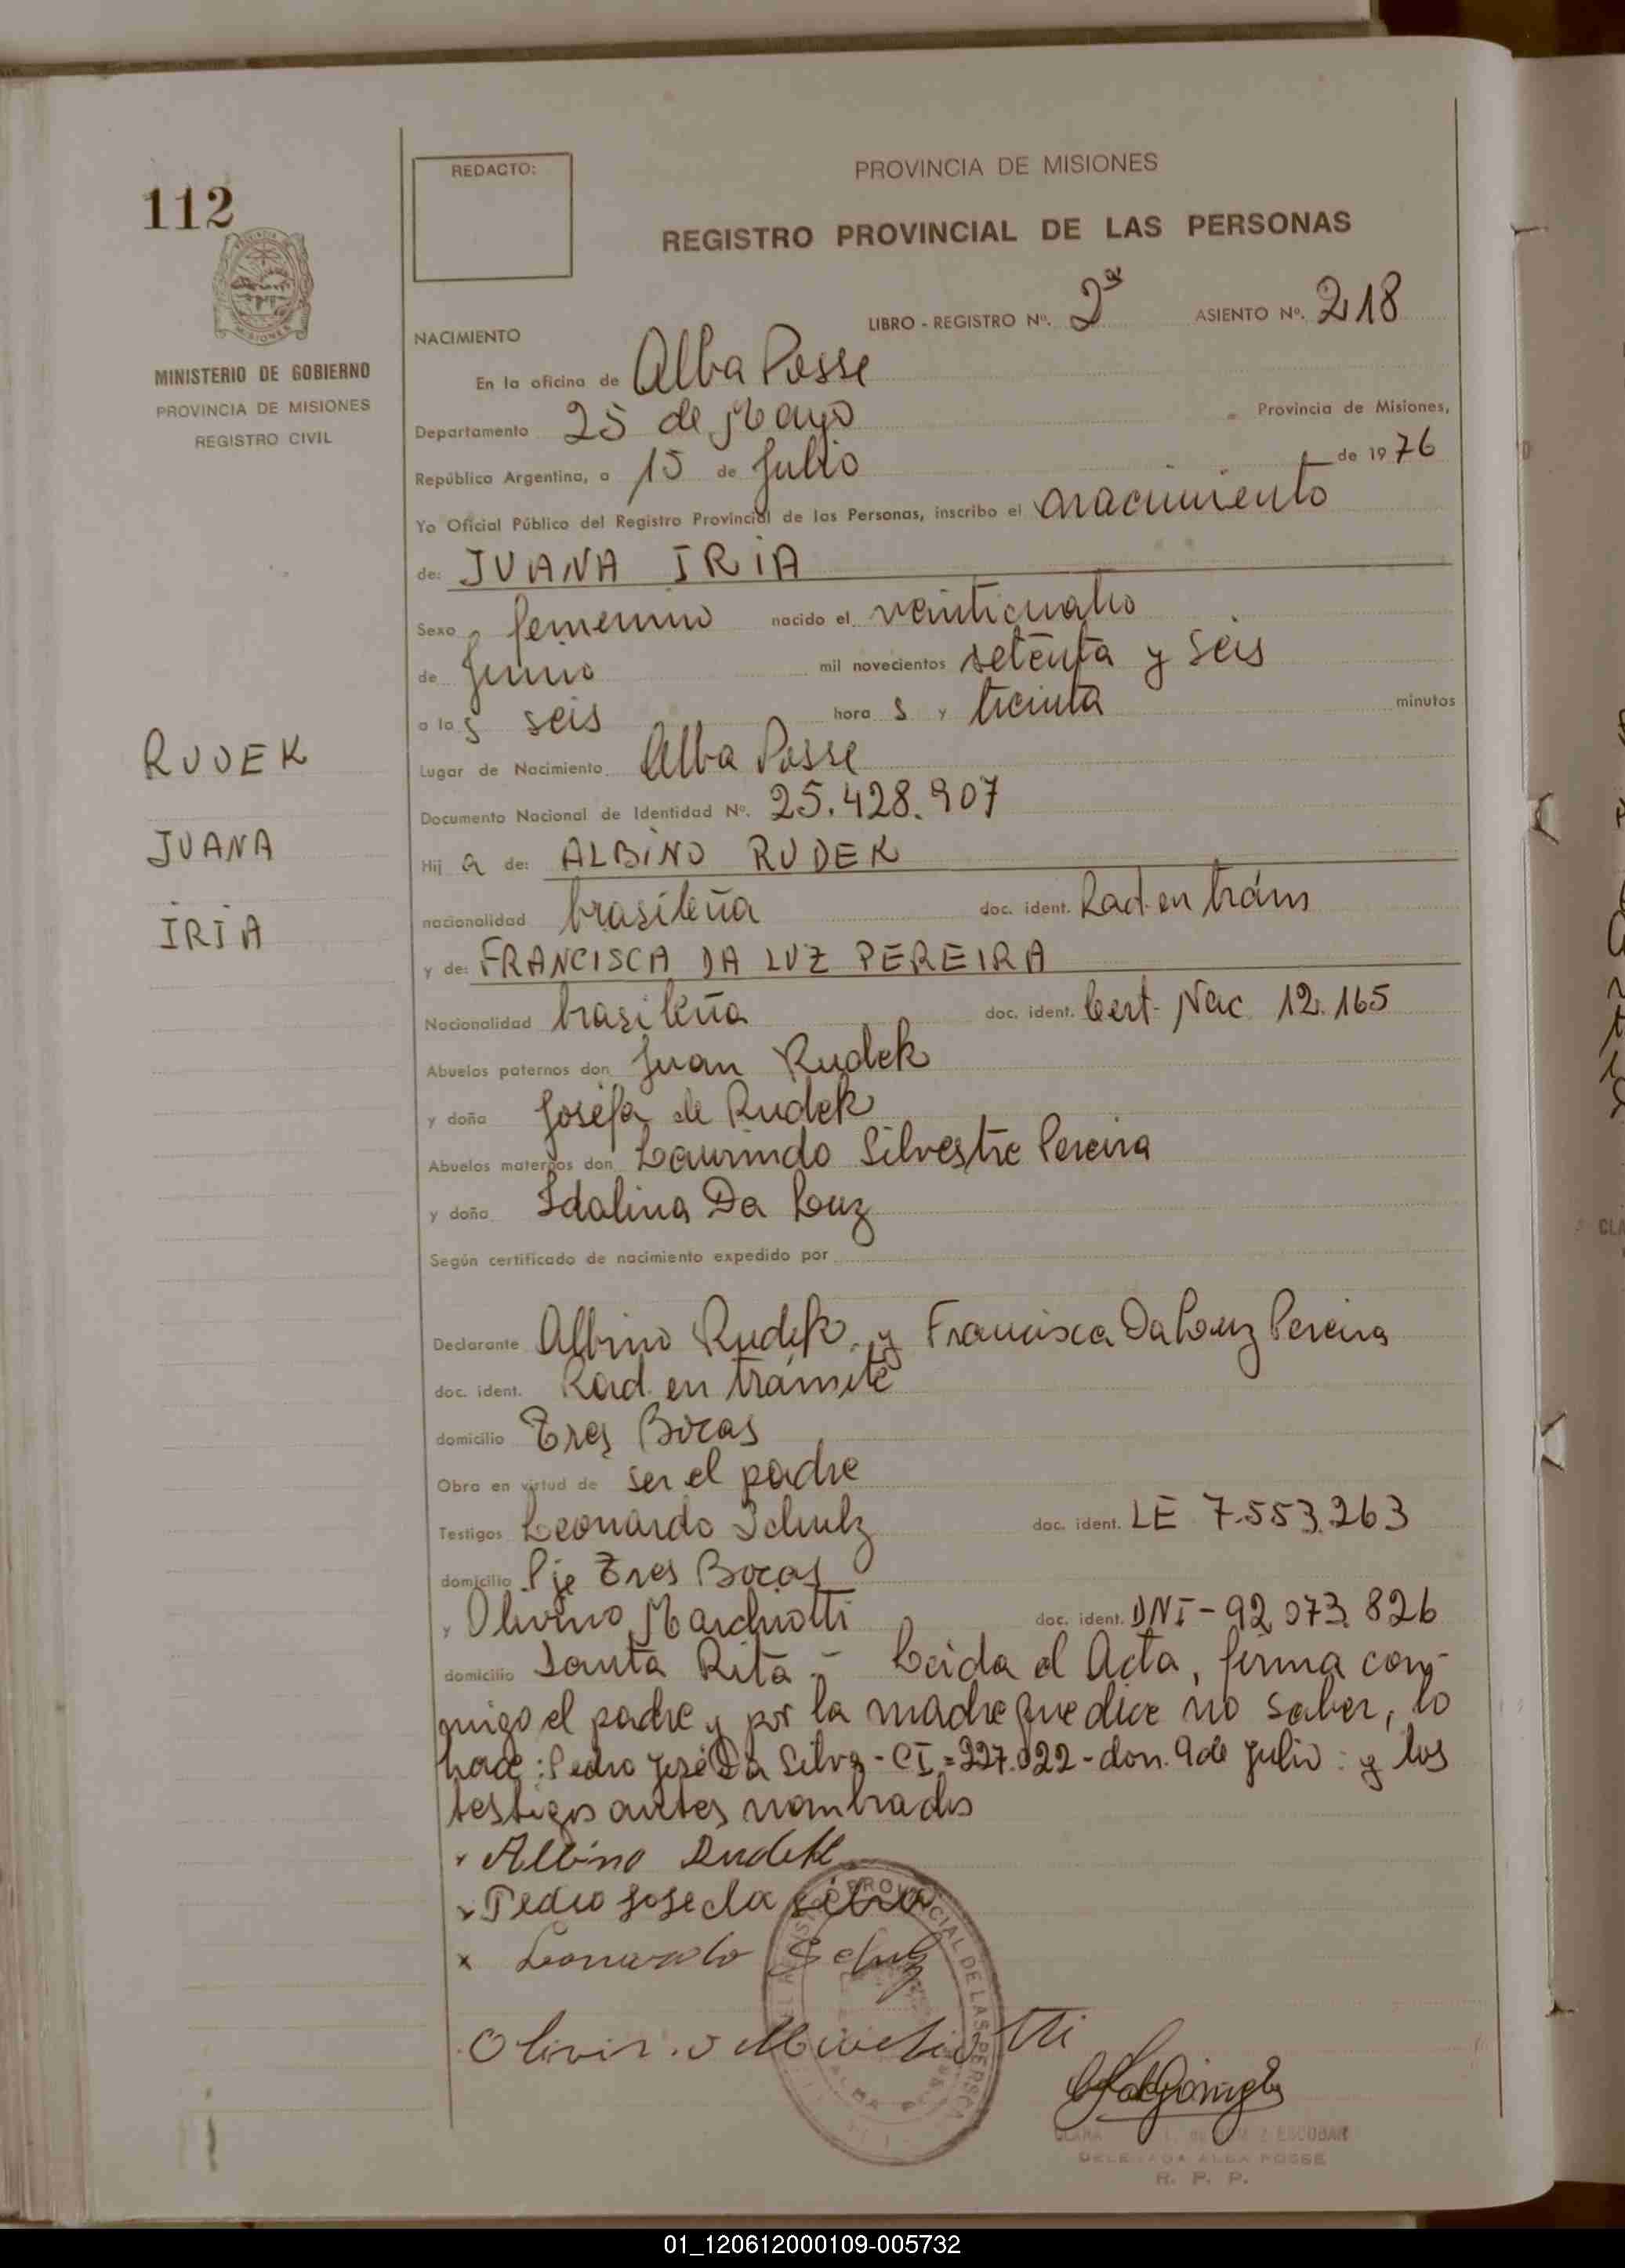 112
REDACTO:
PROVINCIA DE MISIONES
REGISTRO PROVINCIAL DE LAS PERSONAS
LIBRO - REGISTRO Nº. 2ª ASIENTO Nº. 218
NACIMIENTO
MINISTERIO DE GOBIERNO
PROVINCIA DE MISIONES
REGISTRO CIVIL
En la oficina de Alba Posse
Departamento 25 de Mayo Provincia de Misiones,
República Argentina, a 15 de Julio de 1976
Yo Oficial Público del Registro Provincial de las Personas, inscribo el nacimiento
de: JUANA IRIA
Sexo femenino nacido el veinticuatro
de Junio mil novecientos setenta y seis
a las seis horas y treinta minutos
Lugar de Nacimiento Alba Posse
Documento Nacional de Identidad Nº. 25.428.907
Hija de: ALBINO RUDEK
nacionalidad brasileña doc. ident. Rad en trám
y de: FRANCISCA DA LUZ PEREIRA
Nacionalidad brasileña doc. ident. Cert. Nac 12.165
Abuelos paternos don Juan Rudek
y doña Josefa de Rudek
Abuelos maternos don Laurindo Silvestre Pereira
y doña Idalina Da Luz
Según certificado de nacimiento expedido por
Declarante Albino Rudek y Francisca Da Luz Pereira
doc. ident. Rad. en trámite
domicilio Tres Bocas
Obra en virtud de ser el padre
Testigos Leonardo Schulz doc. ident. LE 7.553.263
domicilio Pje Tres Bocas
y Olivino Marchiotti doc. ident. DNI - 92.073.826
domicilio Santa Rita - Leída el Acta, firma con-
migo el padre y por la madre que dice no saber, lo
hace: Pedro José Da Silva - CI = 227.022 - dom. 9 de Julio: y los
testigos antes nombrados
RUDEK
JUANA
IRIA
Albino Rudek
x Pedro Jose da Silva
x Leonardo Schulz
CLARA ESCOBAR
DELEGADA ALBA POSSE
R. P. P.
01_120612000109-005732